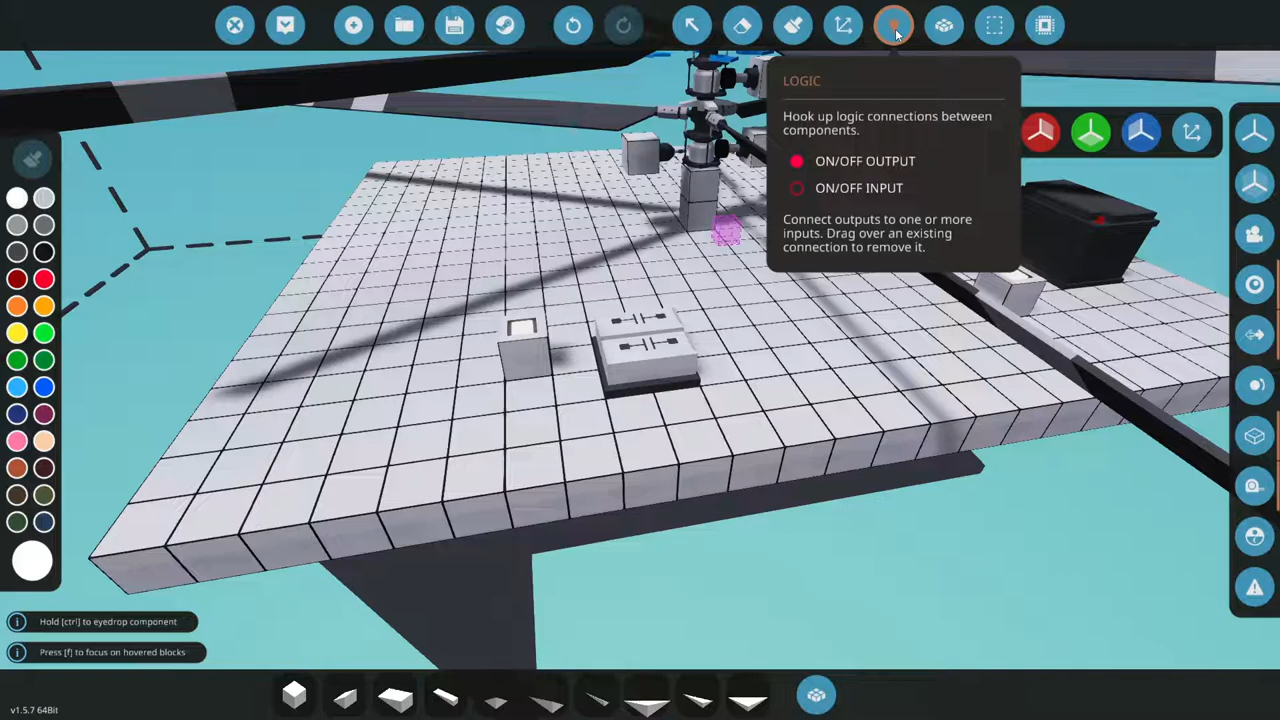 LOGIC
Hook up logic connections between
components.
ON/OFF OUTPUT
ON/OFF INPUT
Connect outputs to one or more
inputs. Drag over an existing
connection to remove it.
Hold [ctrl] to eyedrop component
Press [f] to focus on hovered blocks
v1.5.7 64Bit